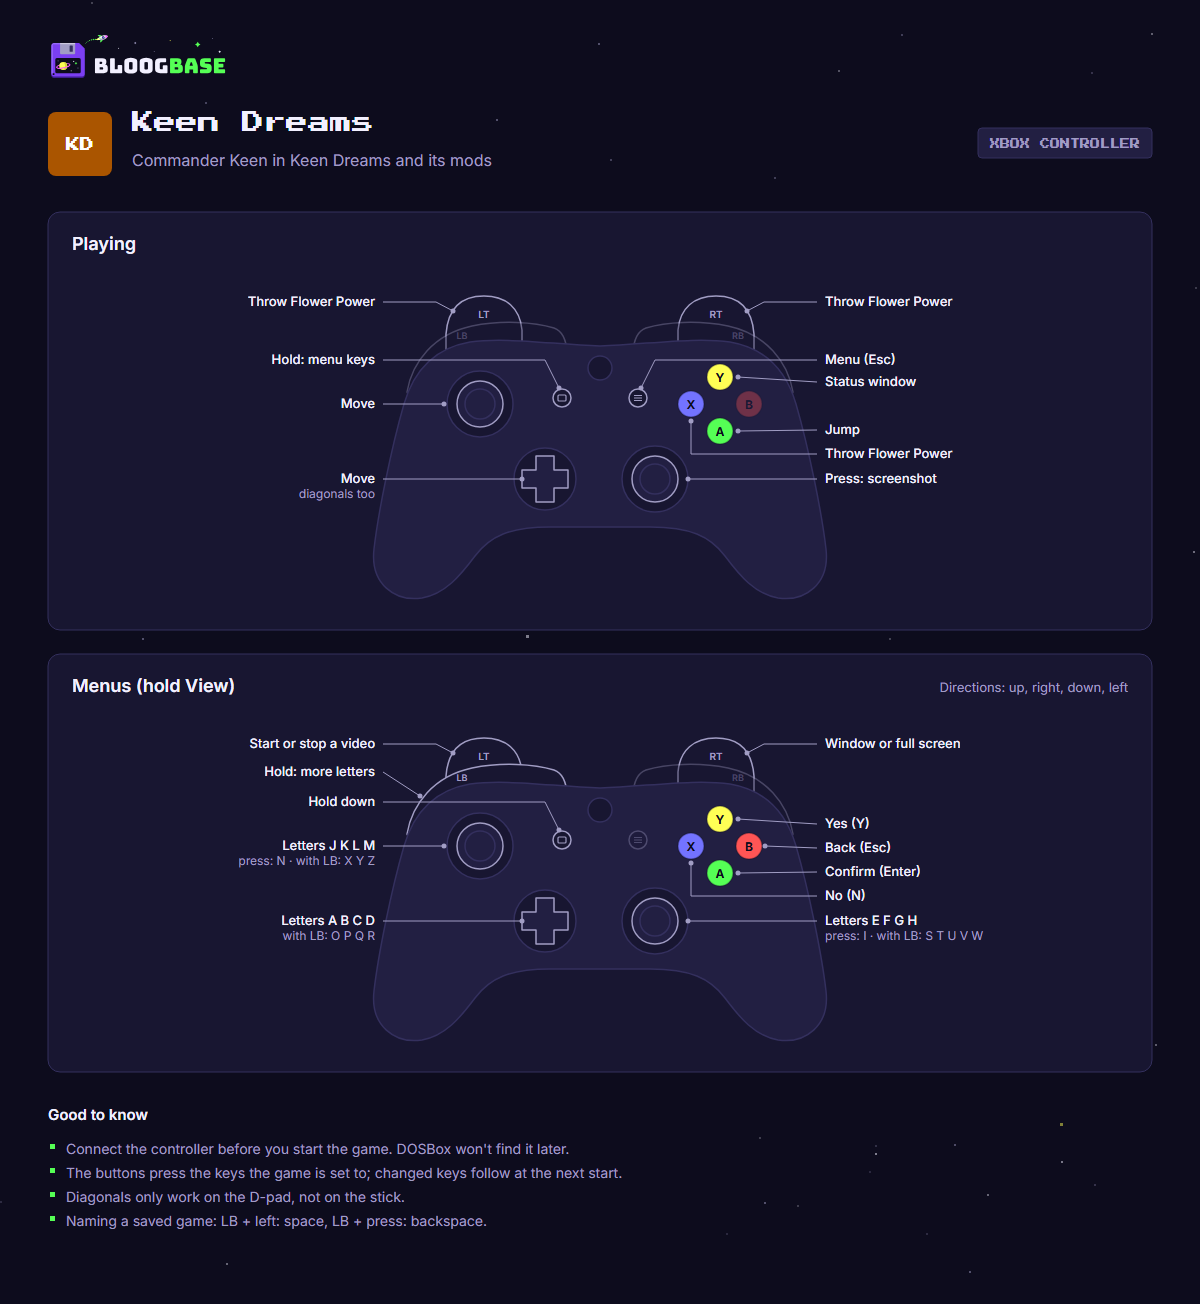 BLOOGBASE
KD
Keen Dreams
Commander Keen in Keen Dreams and its mods
XBOX CONTROLLER
Playing
Throw Flower Power
LT
RT
Throw Flower Power
LB
RB
Hold: menu keys
Menu (Esc)
Y
Status window
Move
X
B
A
Jump
Throw Flower Power
Move
diagonals too
Press: screenshot
Menus (hold View)
Directions: up, right, down, left
Start or stop a video
LT
RT
Window or full screen
Hold: more letters
LB
RB
Hold down
Y
Yes (Y)
Letters J K L M
press: N · with LB: X Y Z
X
B
Back (Esc)
A
Confirm (Enter)
No (N)
Letters A B C D
with LB: O P Q R
Letters E F G H
press: I · with LB: S T U V W
Good to know
Connect the controller before you start the game. DOSBox won't find it later.
The buttons press the keys the game is set to; changed keys follow at the next start.
Diagonals only work on the D-pad, not on the stick.
Naming a saved game: LB + left: space, LB + press: backspace.